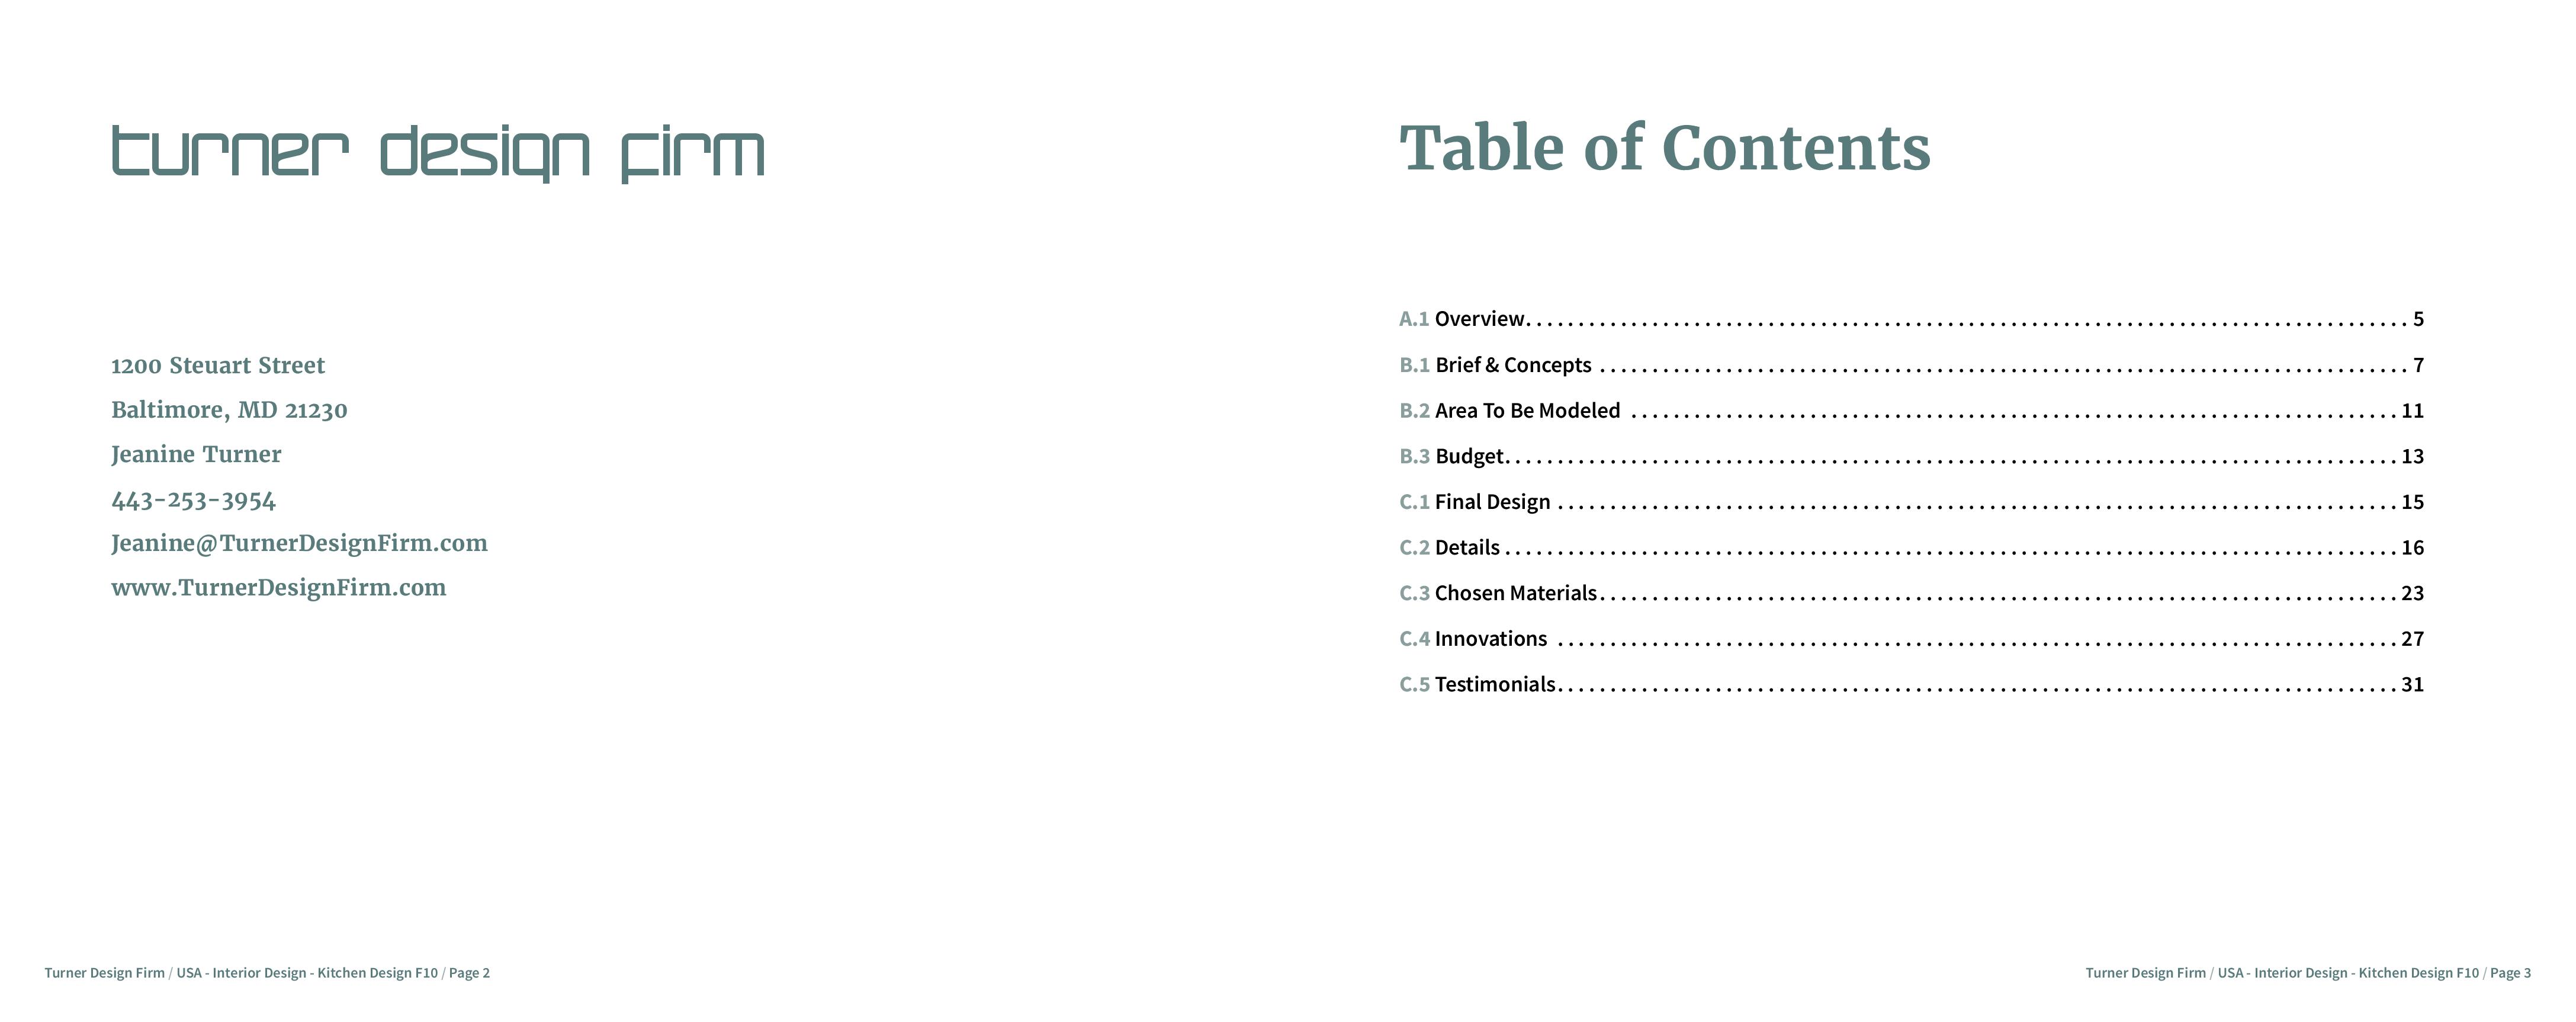 turner design firm
1200 Steuart Street
Baltimore, MD 21230
Jeanine Turner
443-253-3954
Jeanine@TurnerDesignFirm.com
www.TurnerDesignFirm.com
Turner Design Firm / USA - Interior Design - Kitchen Design F10 / Page 2
Table of Contents
A.1 Overview. . . . . . . . . . . . . . . . . . . . . . . . . . . . . . . . . . . . . . . . 5
B.1 Brief & Concepts . . . . . . . . . . . . . . . . . . . . . . . . . . . . . . . . . . . . . . . . 7
B.2 Area To Be Modeled . . . . . . . . . . . . . . . . . . . . . . . . . . . . . . . . . . . . . . . . 11
B.3 Budget. . . . . . . . . . . . . . . . . . . . . . . . . . . . . . . . . . . . . . . . 13
C.1 Final Design . . . . . . . . . . . . . . . . . . . . . . . . . . . . . . . . . . . . . . . . 15
C.2 Details . . . . . . . . . . . . . . . . . . . . . . . . . . . . . . . . . . . . . . . . 16
C.3 Chosen Materials. . . . . . . . . . . . . . . . . . . . . . . . . . . . . . . . . . . . . . . . 23
C.4 Innovations . . . . . . . . . . . . . . . . . . . . . . . . . . . . . . . . . . . . . . . . 27
C.5 Testimonials. . . . . . . . . . . . . . . . . . . . . . . . . . . . . . . . . . . . . . . . 31
Turner Design Firm / USA - Interior Design - Kitchen Design F10 / Page 3